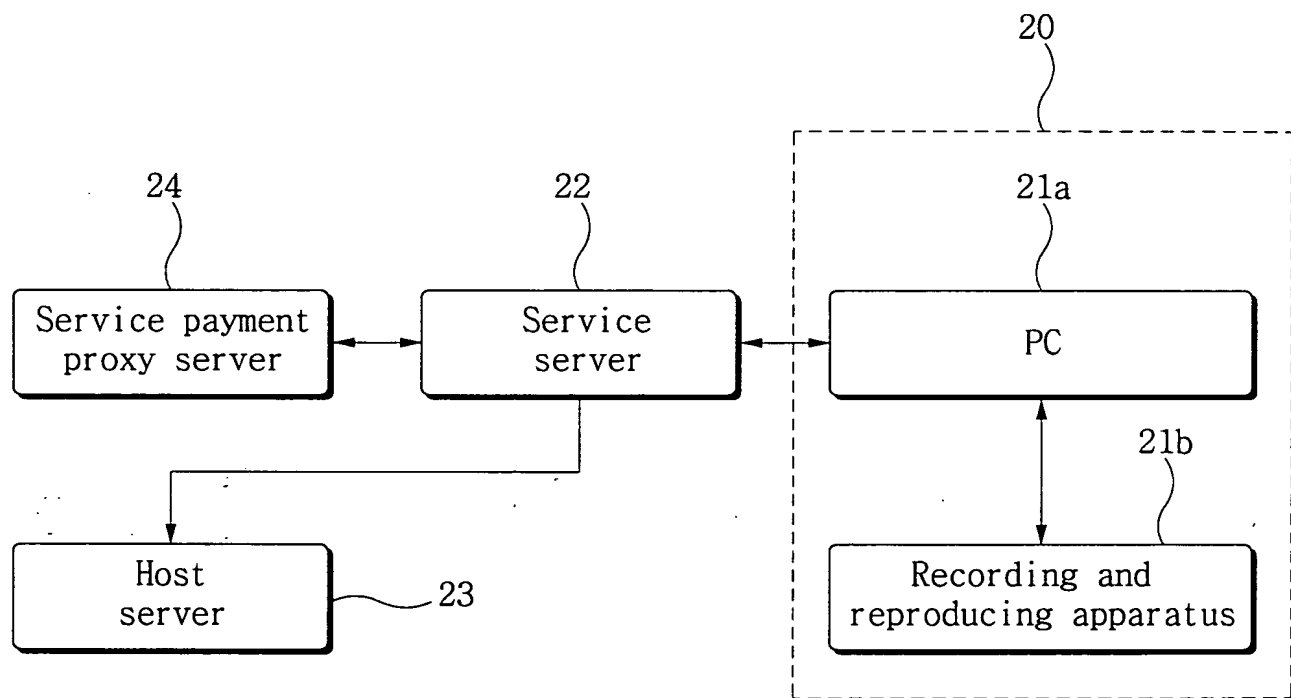 20
24
22
21a
Service payment
proxy server
Service
server
PC
21b
Host
server
23
Recording and
reproducing apparatus